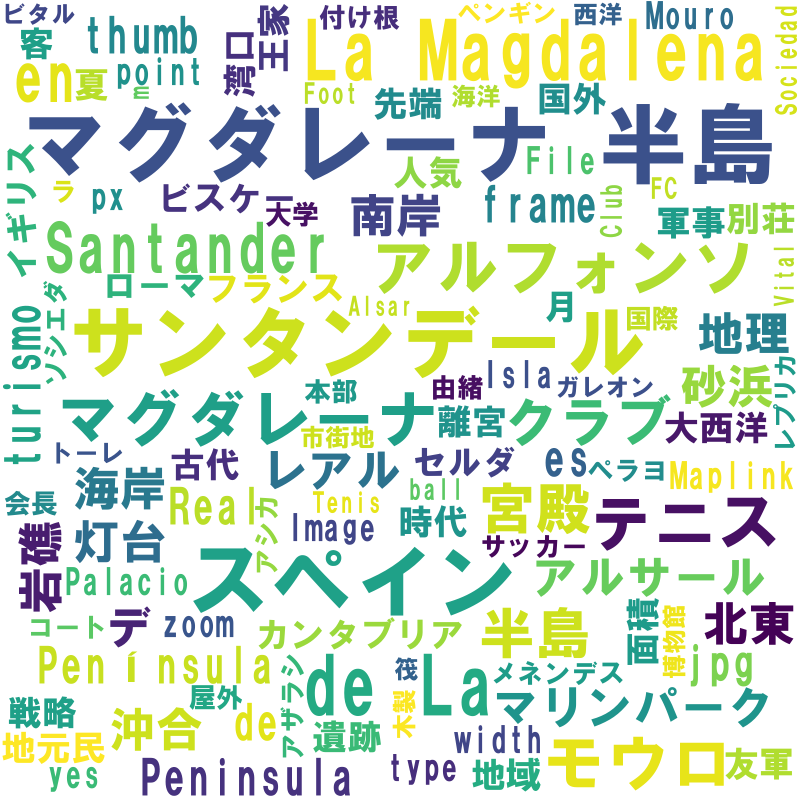 ビタル
客
thumb
王家
湾口
付け根
ペンギン
西洋
Mouro
Sociedad
en
夏
point
m
La Magdalena
Foot
先端
海洋
国外
マグダレーナ 半島
イギリス
ラ
px
ビスケー
大学
南岸
人気
frame
File
Club
FC
軍事
別荘
Santander
アルフォンソ
Vital
turismo
ソシエダ
ローマ
フランス
Alsar
月
国際
地理
サンタンデール
レプリカ
本部
由緒
Isla
ガレオン
砂浜
マグダレーナ
市街地
離宮
クラブ
大西洋
トーレ
古代
レアル
セルダ
es
ペラヨ
Maplink
会長
海岸
Real
アシカ
Tenis
ball
宮殿
テニス
岩礁
灯台
Image
時代
サッカー
Palacio
スペイン
アルサール
コート
デ
zoom
カンタブリア
半島
面積
博物館
北東
Península
アザラシ
de La
筏
メネンデス
jpg
戦略
屋外
木製
マリンパーク
地元民
沖合
de
遺跡
width
モウロ
友軍
yes
Peninsula
type
地域